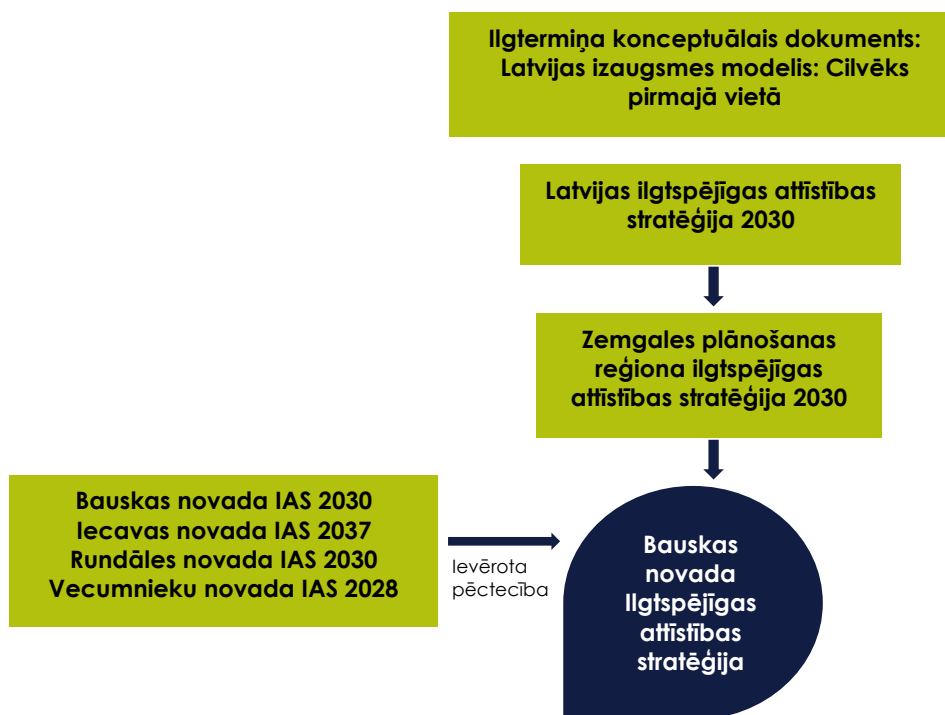 Ilgtermiņa konceptuālais dokuments:
Latvijas izaugsmes modelis: Cilvēks
pirmajā vietā
Latvijas ilgtspējīgas attīstības
stratēģija 2030
Zemgales plānošanas
reģiona ilgtspējīgas
attīstības stratēģija 2030
Bauskas novada IAS 2030
Iecavas novada IAS 2037
Rundāles novada IAS 2030
Vecumnieku novada IAS 2028
Ievērota
pēctecība
Bauskas
novada
Ilgtspējīgas
attīstības
stratēģija